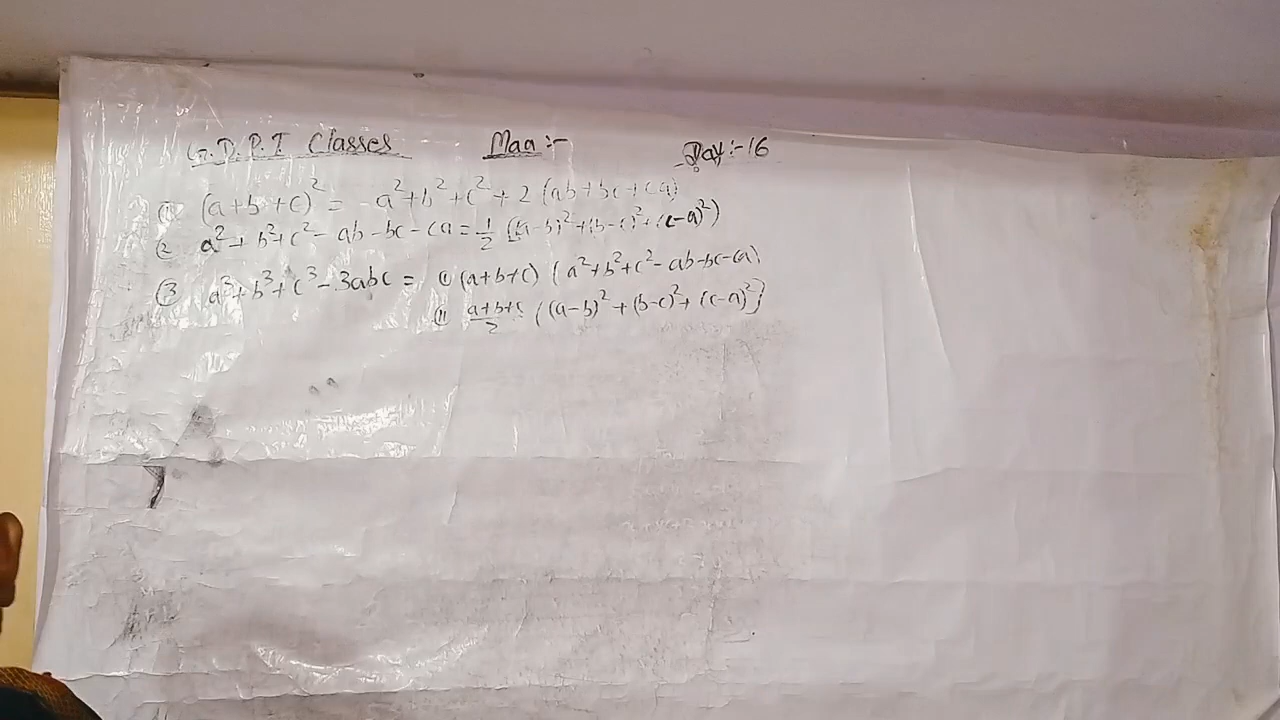 G.D.P.I Classes Maa :- Day :- 16
① (a+b+c)² = a²+b²+c²+2(ab+bc+ca)
② a²+b²+c²-ab-bc-ca = 1/2 {(a-b)²+(b-c)²+(c-a)²}
③ a³+b³+c³-3abc = ⓘ (a+b+c) (a²+b²+c²-ab-bc-ca)
ⓘⓘ a+b+c/2 {(a-b)²+(b-c)²+(c-a)²}